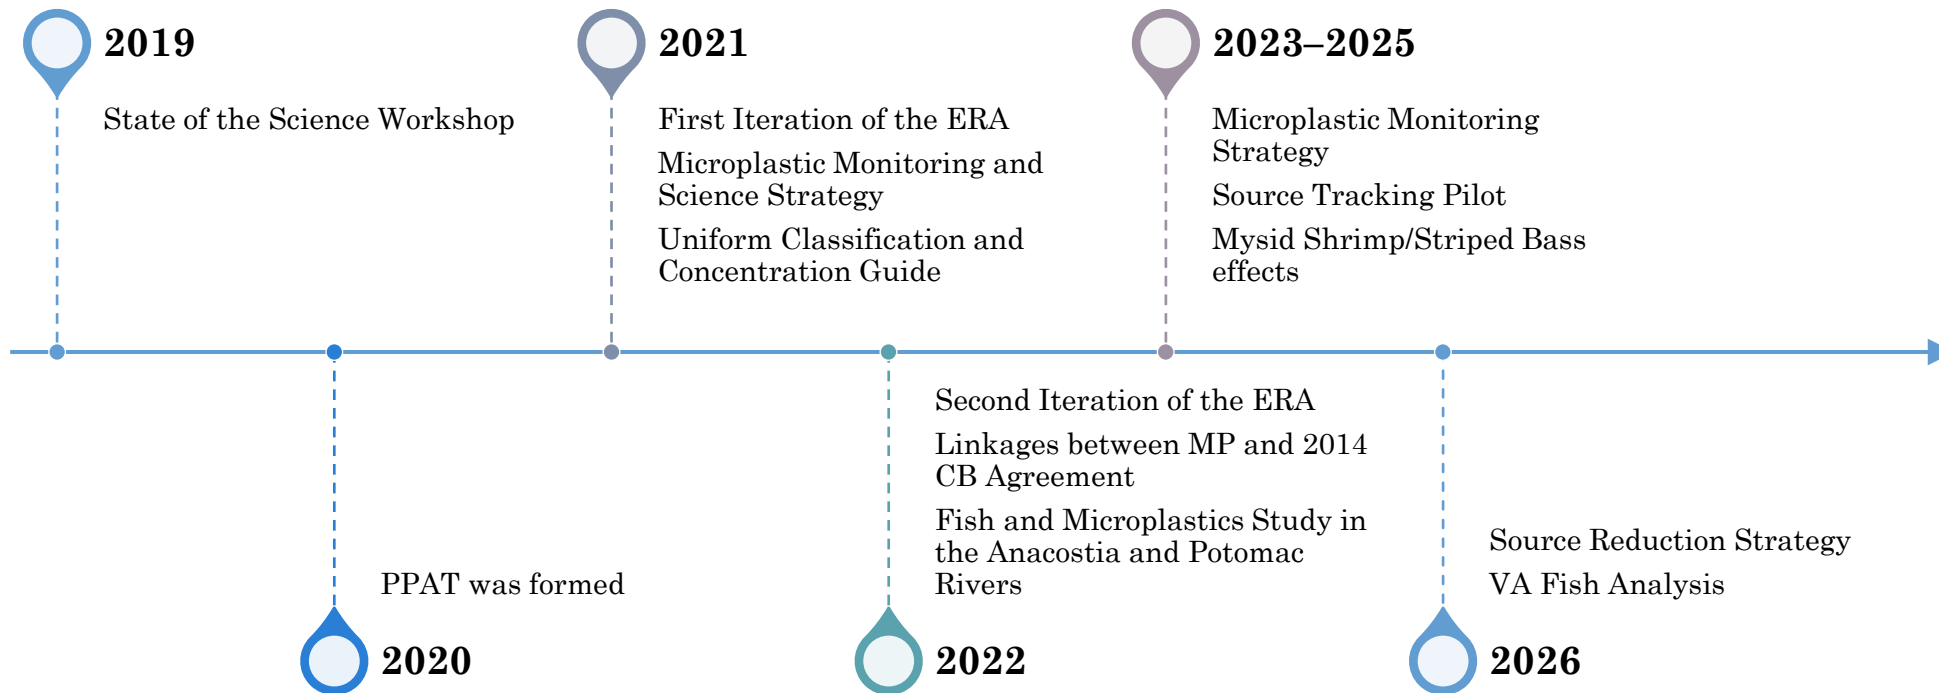 2019
State of the Science Workshop
2021
First Iteration of the ERA
Microplastic Monitoring and
Science Strategy
Uniform Classification and
Concentration Guide
2023–2025
Microplastic Monitoring
Strategy
Source Tracking Pilot
Mysid Shrimp/Striped Bass
effects
PPAT was formed
2020
Second Iteration of the ERA
Linkages between MP and 2014
CB Agreement
Fish and Microplastics Study in
the Anacostia and Potomac
Rivers
2022
Source Reduction Strategy
VA Fish Analysis
2026